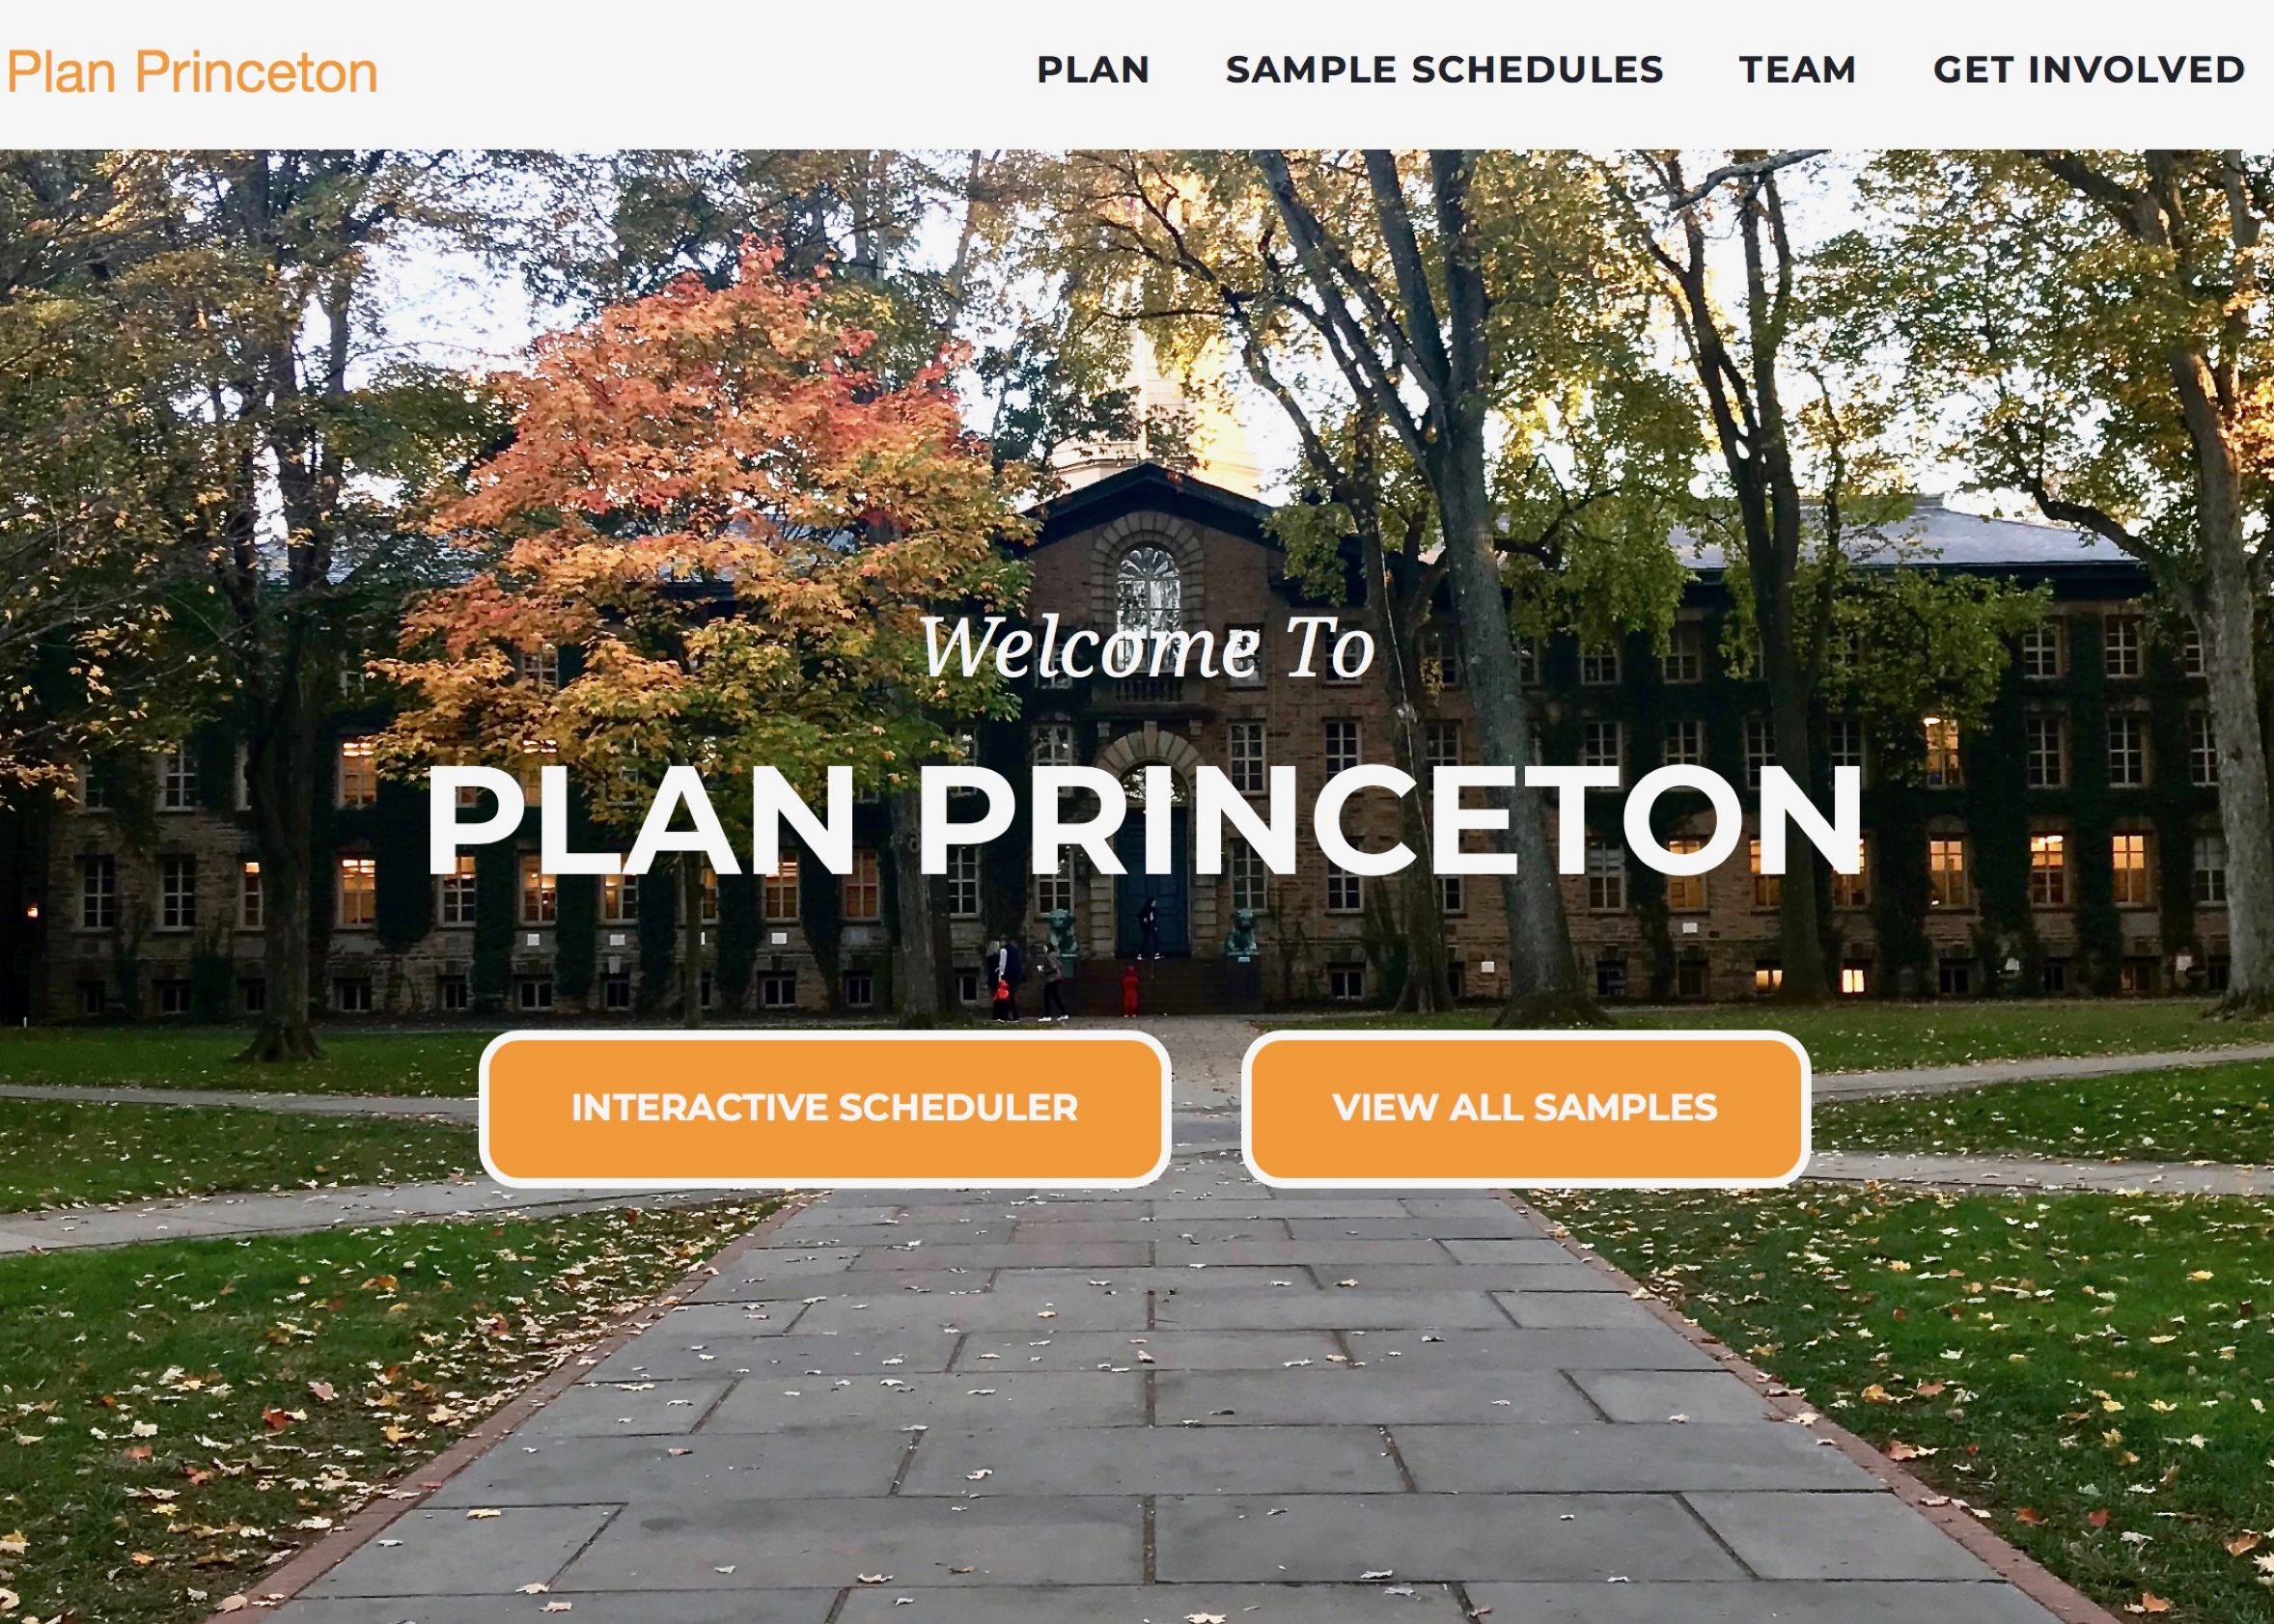 Plan Princeton
PLAN SAMPLE SCHEDULES TEAM GET INVOLVED
Welcome To
PLAN PRINCETON
INTERACTIVE SCHEDULER VIEW ALL SAMPLES